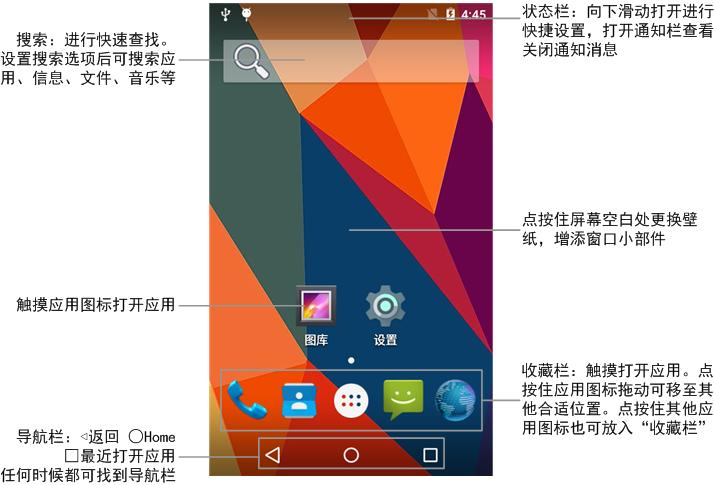 4:45
状态栏：向下滑动打开进行
快捷设置，打开通知栏查看
关闭通知消息
搜索：进行快速查找。
设置搜索选项后可搜索应
用、信息、文件、音乐等
点按住屏幕空白处更换壁
纸，增添窗口小部件
触摸应用图标打开应用
图库
设置
收藏栏：触摸打开应用。点
按住应用图标拖动可移至其
他合适位置。点按住其他应
用图标也可放入“收藏栏”
导航栏：◁返回 ○Home
□最近打开应用
任何时候都可找到导航栏